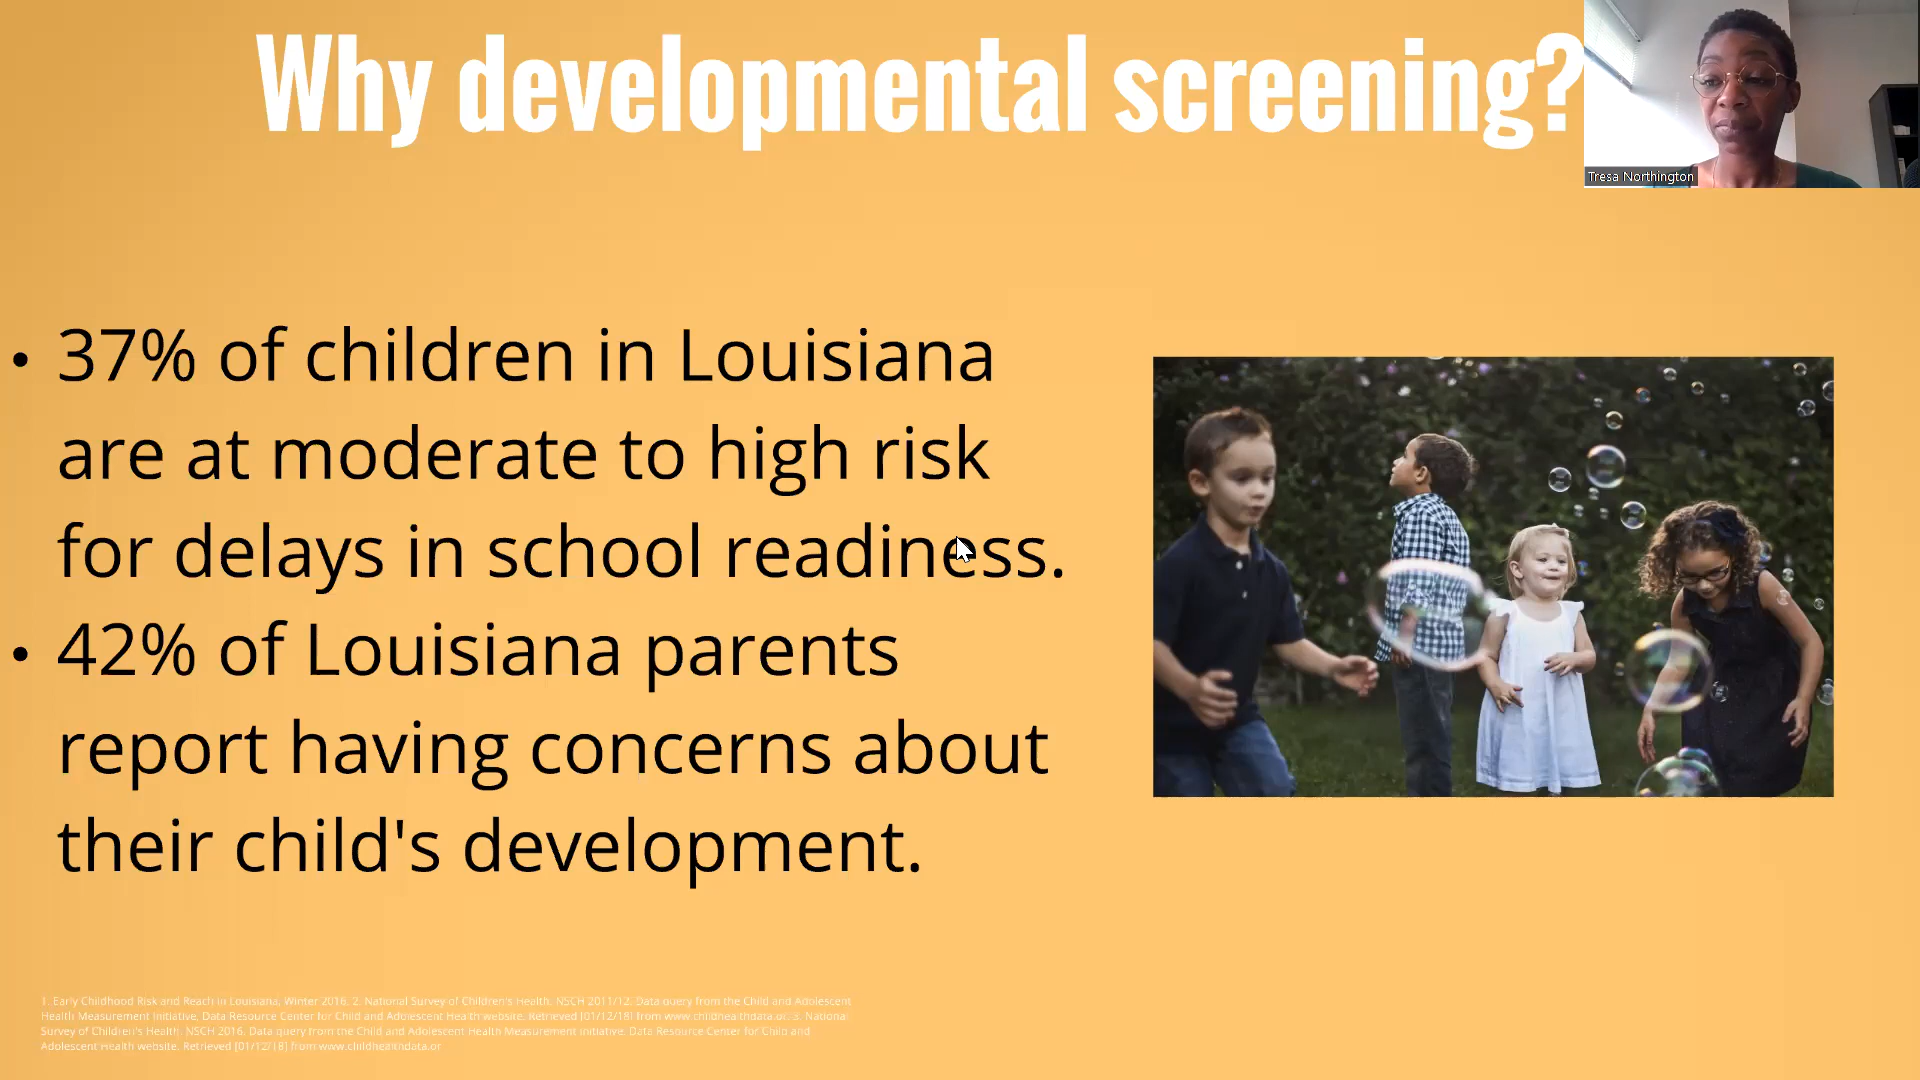 Why developmental screening?
Tresa Northington
• 37% of children in Louisiana
are at moderate to high risk
for delays in school readiness.
• 42% of Louisiana parents
report having concerns about
their child's development.
1. Early Childhood Risk and Reach in Louisiana, Winter 2016. 2. National Survey of Children's Health. NSCH 2011/12. Data query from the Child and Adolescent
Health Measurement Initiative, Data Resource Center for Child and Adolescent Health website. Retrieved [01/12/18] from www.childhealthdata.or. 3. National
Survey of Children's Health. NSCH 2016. Data query from the Child and Adolescent Health Measurement Initiative. Data Resource Center for Child and
Adolescent Health website. Retrieved [01/12/18] from www.childhealthdata.or